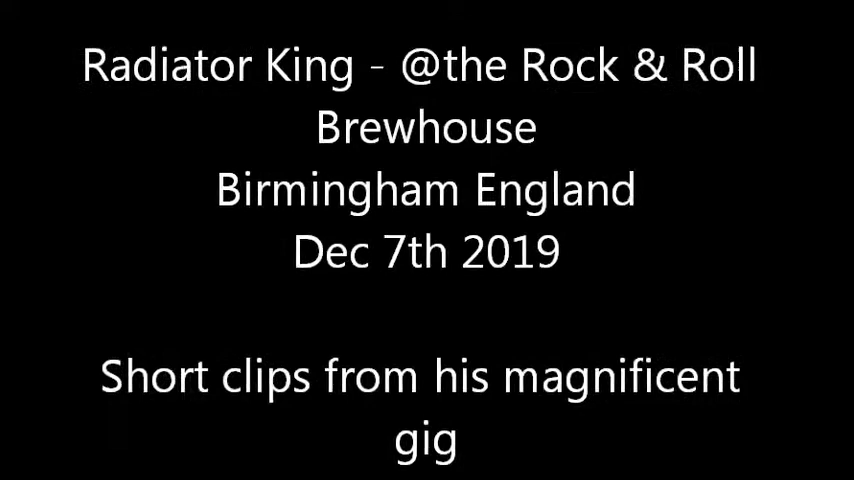 Radiator King - @the Rock & Roll
Brewhouse
Birmingham England
Dec 7th 2019
Short clips from his magnificent
gig